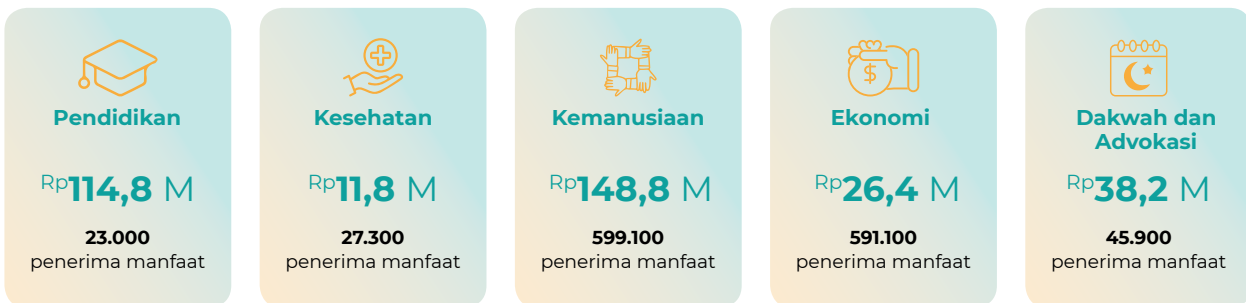 Pendidikan
Rp114,8 M
23.000
penerima manfaat
Kesehatan
Rp11,8 M
27.300
penerima manfaat
Kemanusiaan
Rp148,8 M
599.100
penerima manfaat
Ekonomi
Rp26,4 M
591.100
penerima manfaat
Dakwah dan
Advokasi
Rp38,2 M
45.900
penerima manfaat